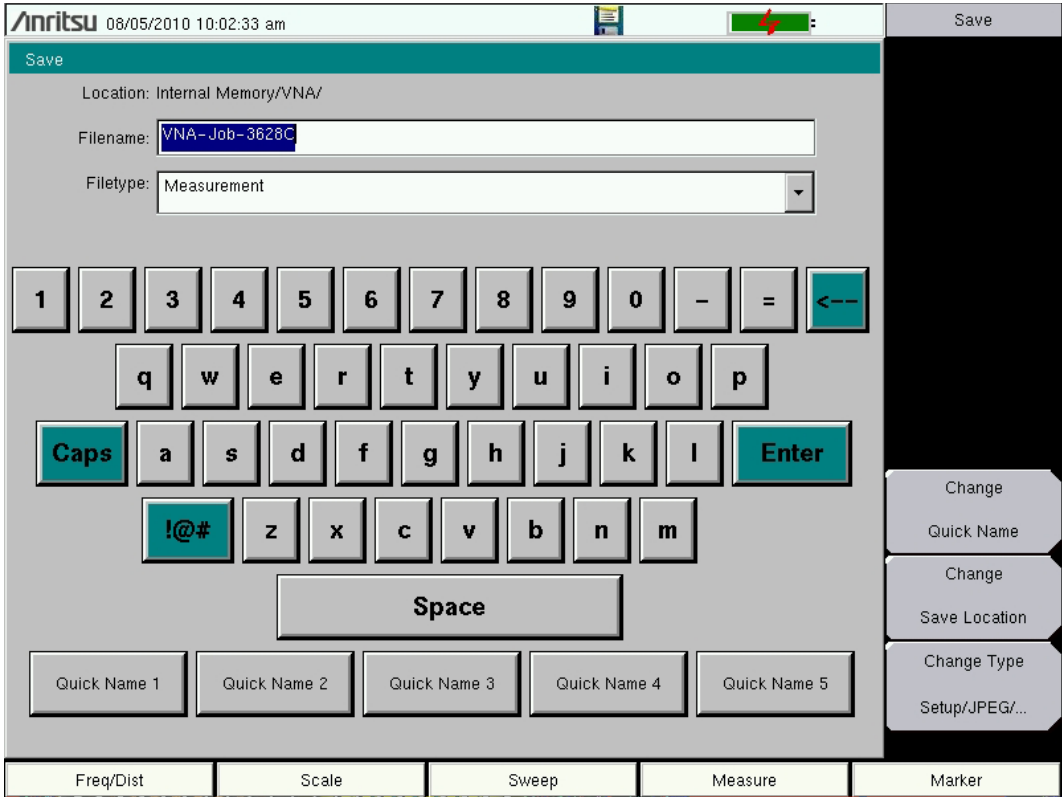 Anritsu 08/05/2010 10:02:33 am
Save
Save
Location: Internal Memory/VNA/
Filename: VNA-Job-3628C
Filetype: Measurement
1 2 3 4 5 6 7 8 9 0 - = <--
q w e r t y u i o p
Caps a s d f g h j k l Enter
!@# z x c v b n m
Space
Quick Name 1 Quick Name 2 Quick Name 3 Quick Name 4 Quick Name 5
Change
Quick Name
Change
Save Location
Change Type
Setup/JPEG/...
Freq/Dist Scale Sweep Measure Marker